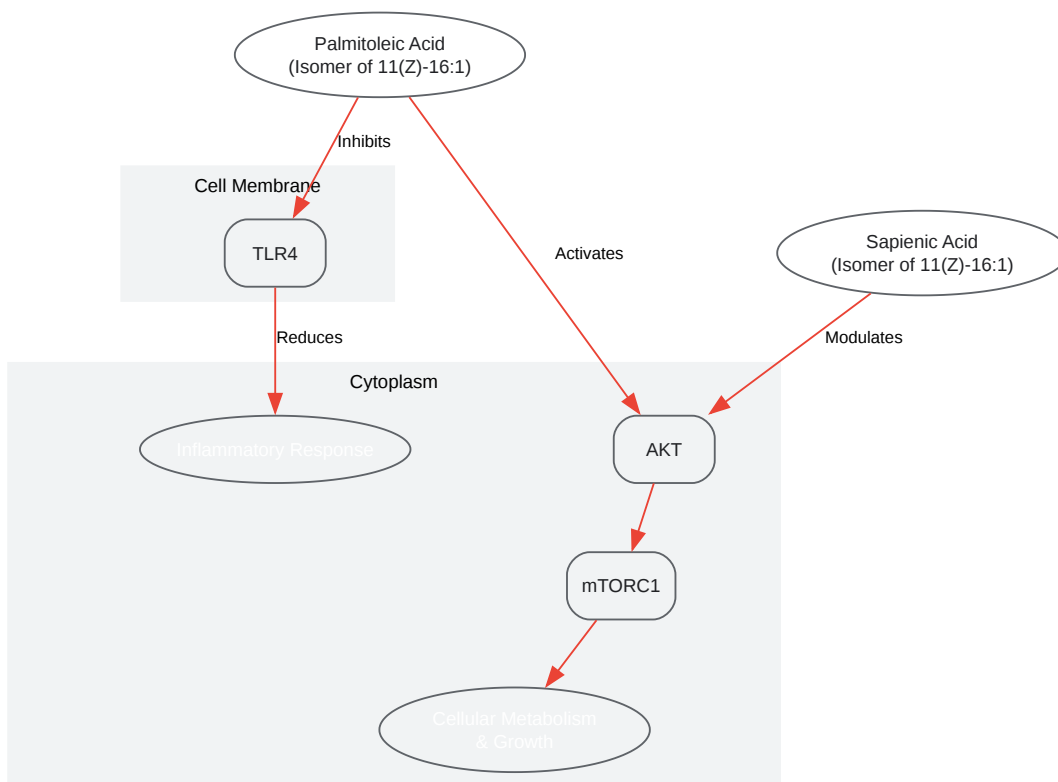 Palmitoleic Acid
(Isomer of 11(Z)-16:1)
Inhibits
Cell Membrane
TLR4
Activates
Sapienic Acid
(Isomer of 11(Z)-16:1)
Reduces
Modulates
Cytoplasm
Inflammatory Response
AKT
mTORC1
Cellular Metabolism
& Growth